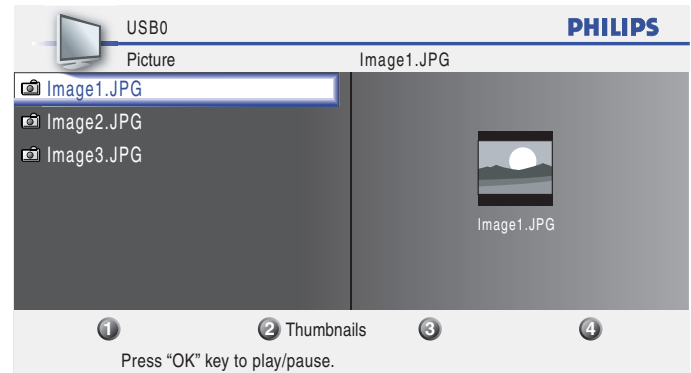 USB0 PHILIPS
Picture Image1.JPG
Image1.JPG
Image2.JPG
Image3.JPG
Image1.JPG
1 2 Thumbnails 3 4
Press “OK” key to play/pause.